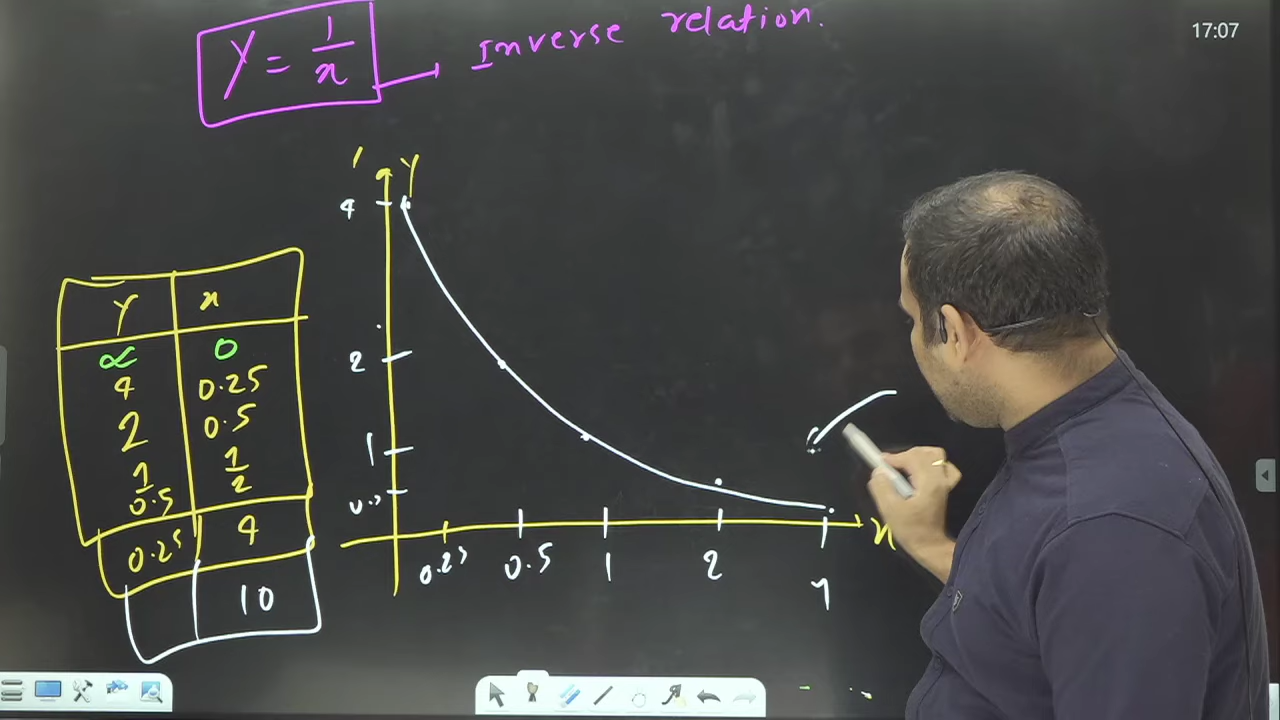 17:07
Y = 1/x → Inverse relation.
Y
4
2
1
Y x
∝ 0
4 0.25
2 0.5
1 1
0.5 2
0.25 4
10
0.25 0.5 1 2 4
x